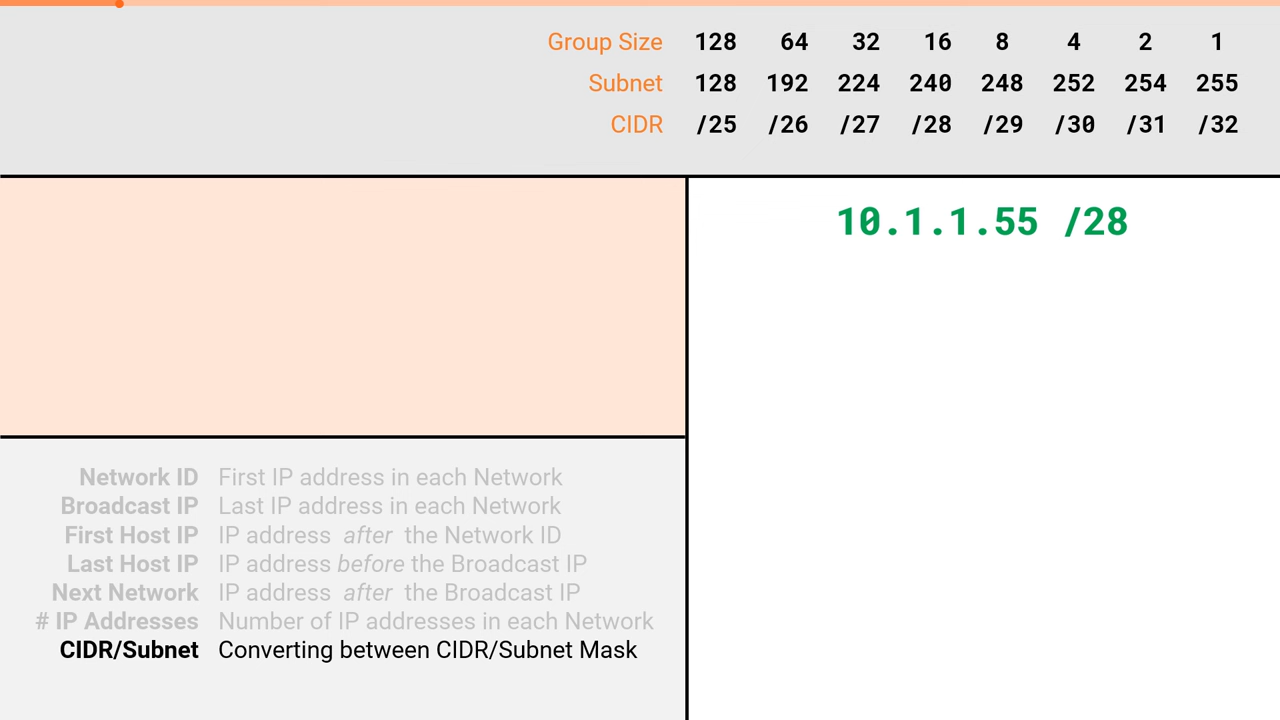 Group Size 128 64 32 16 8 4 2 1
Subnet 128 192 224 240 248 252 254 255
CIDR /25 /26 /27 /28 /29 /30 /31 /32
10.1.1.55 /28
Network ID First IP address in each Network
Broadcast IP Last IP address in each Network
First Host IP IP address after the Network ID
Last Host IP IP address before the Broadcast IP
Next Network IP address after the Broadcast IP
# IP Addresses Number of IP addresses in each Network
CIDR/Subnet Converting between CIDR/Subnet Mask